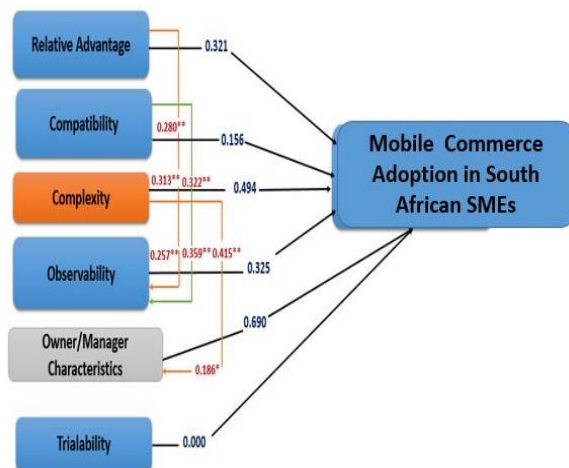 Relative Advantage
0.321
Compatibility
0.280**
0.156
Mobile Commerce
Adoption in South
African SMEs
0.313**
0.322**
Complexity
0.494
0.257**
0.359**
0.415**
Observability
0.325
Owner/Manager
Characteristics
0.690
0.186*
Trialability
0.000